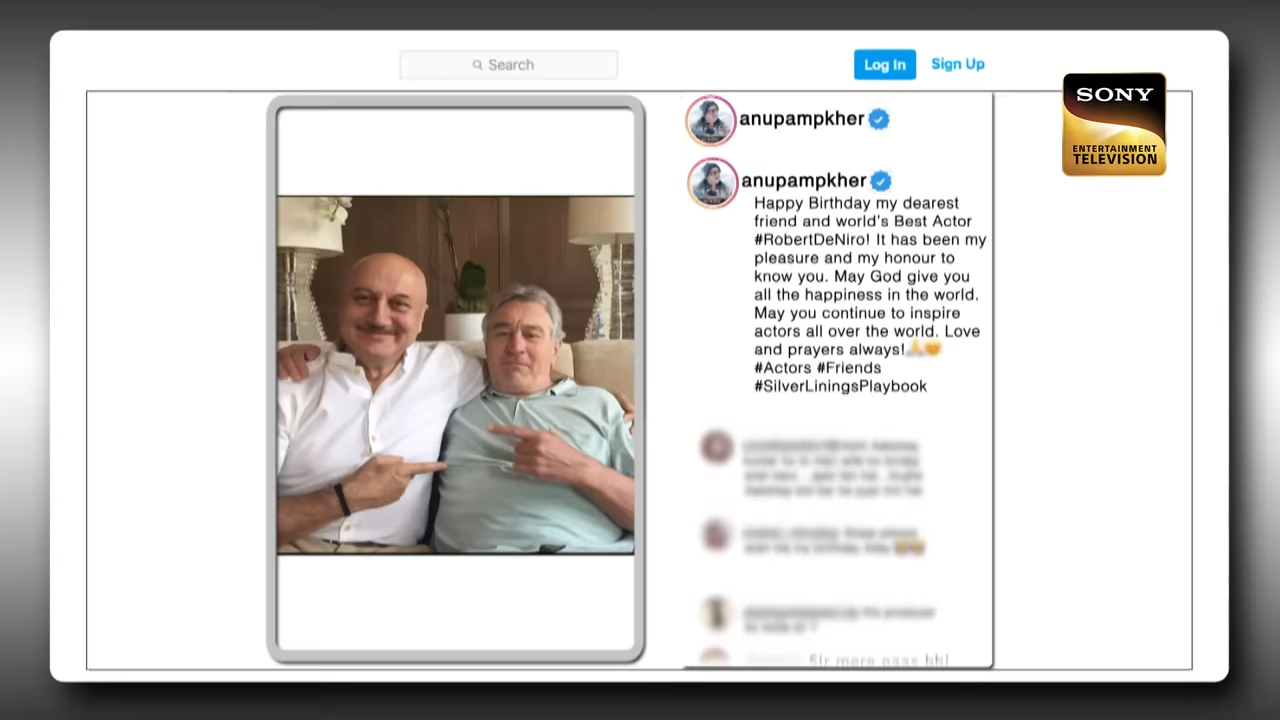 Search
Log In
Sign Up
SONY
ENTERTAINMENT
TELEVISION
anupampkher
anupampkher
Happy Birthday my dearest
friend and world's Best Actor
#RobertDeNiro! It has been my
pleasure and my honour to
know you. May God give you
all the happiness in the world.
May you continue to inspire
actors all over the world. Love
and prayers always!🙏😍
#Actors #Friends
#SilverLiningsPlaybook